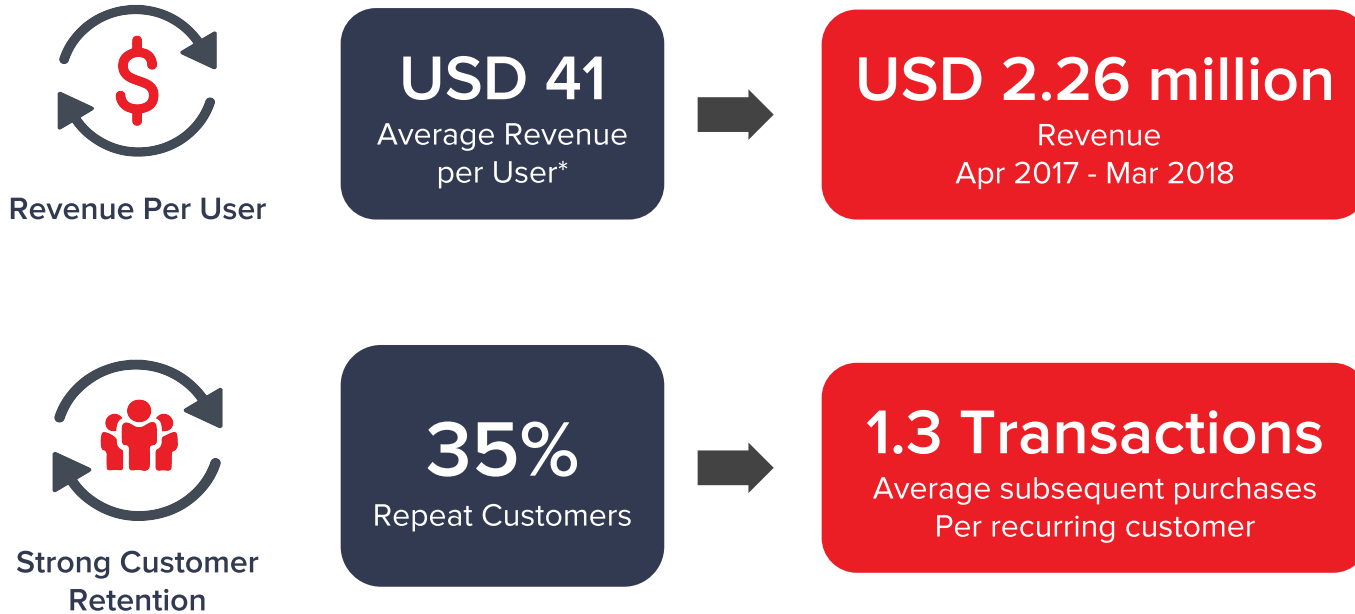 $
Revenue Per User
USD 41
Average Revenue
per User*
USD 2.26 million
Revenue
Apr 2017 - Mar 2018
Strong Customer
Retention
35%
Repeat Customers
1.3 Transactions
Average subsequent purchases
Per recurring customer